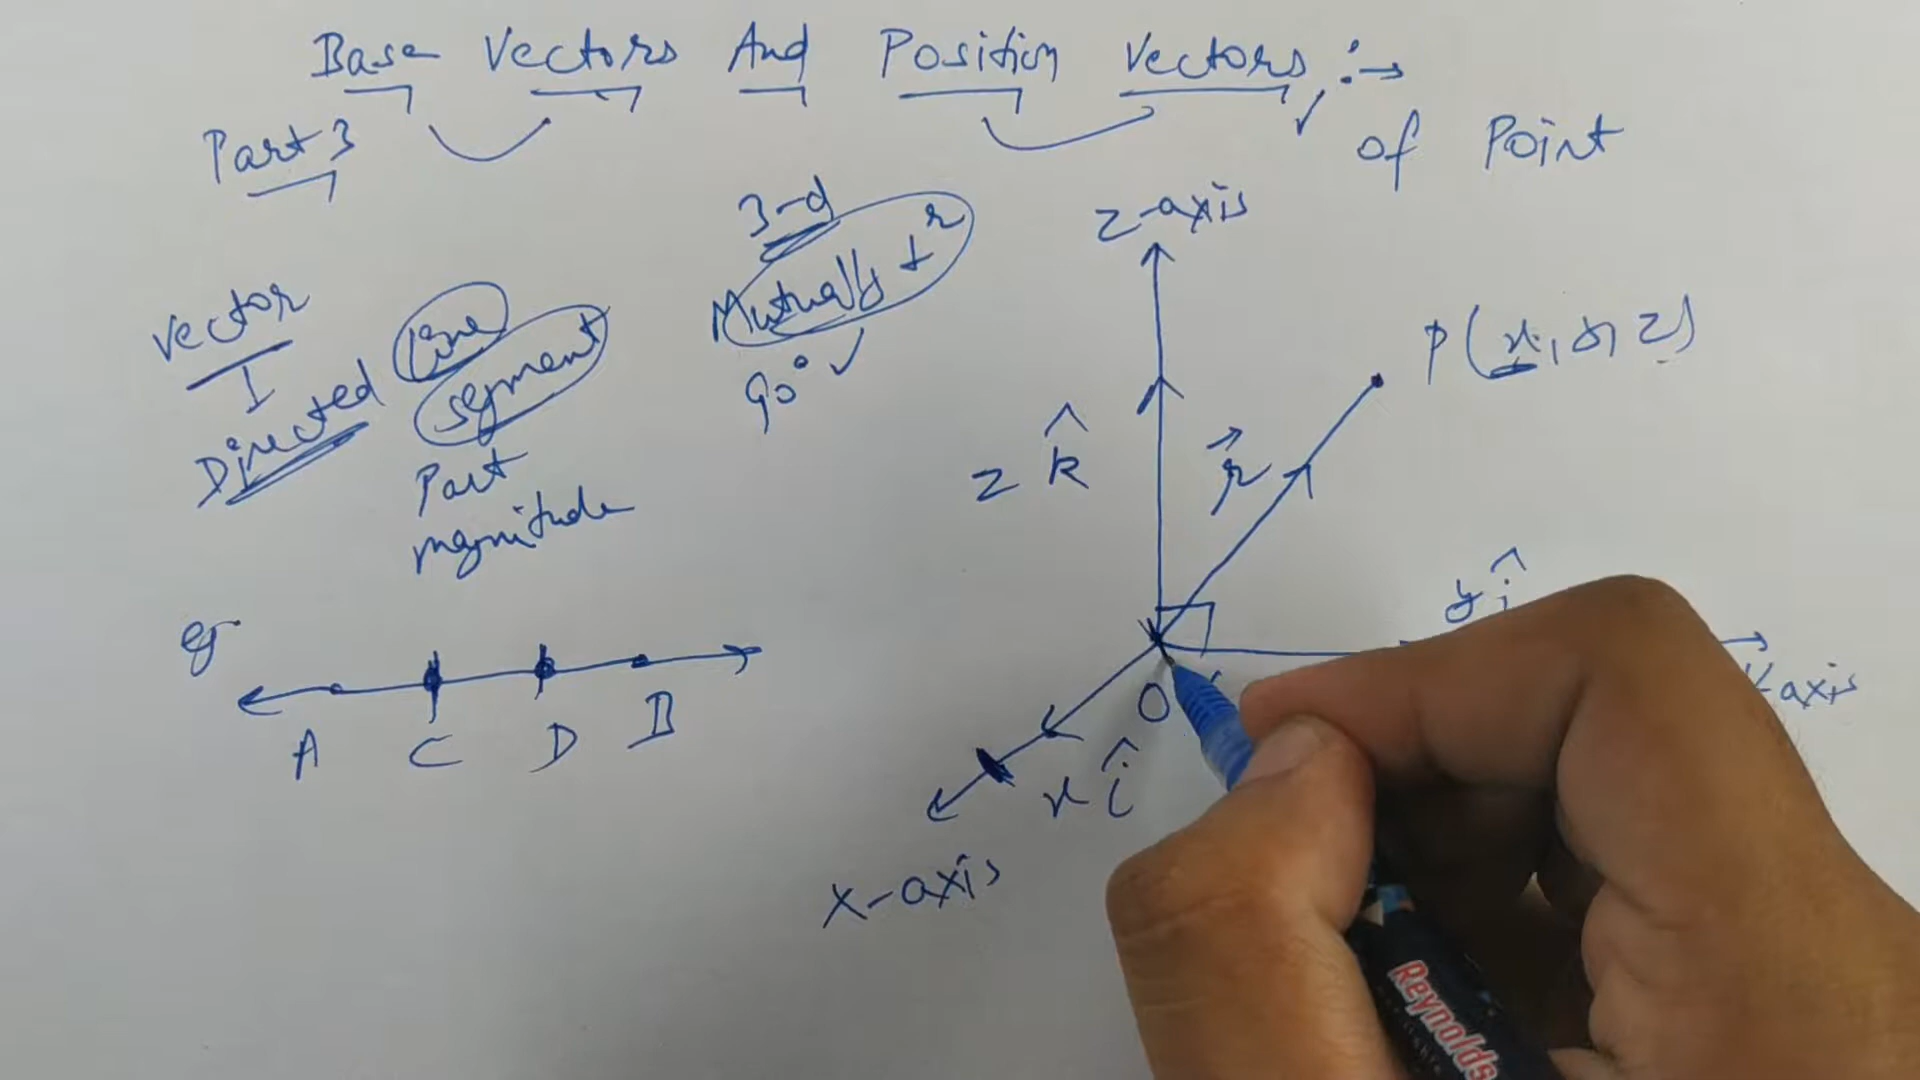 Base Vectors And Position Vectors :→
of Point
Part 3
3-d
Mutually ⊥r
90° ✓
z-axis
Vector
Directed
Line
segment
Part
magnitude
P(x, y, z)
z k̂
r⃗
eg
A C D B
O
x î
x-axis
Y-axis
Reynolds